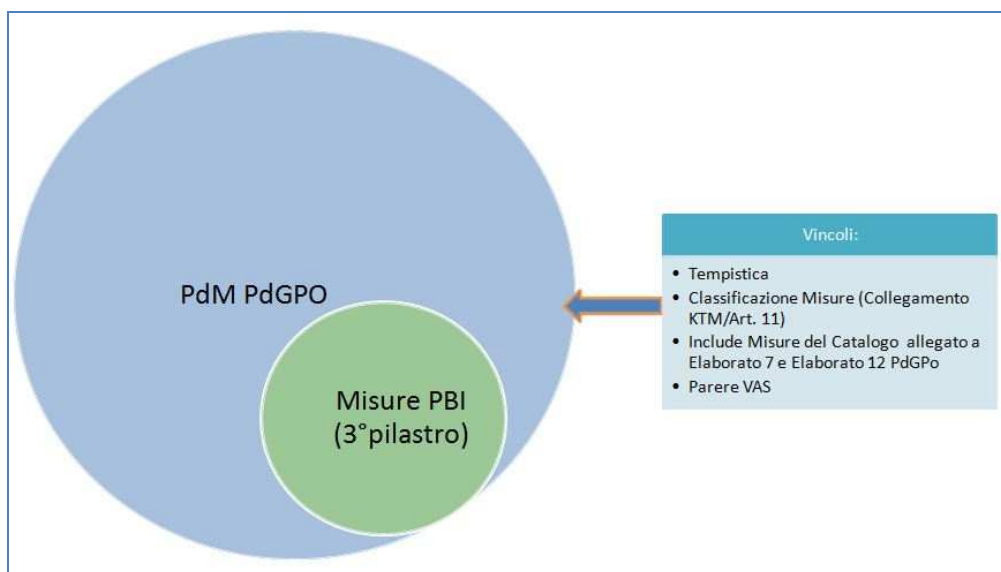 PdM PdGPO
Misure PBI
(3°pilastro)
Vincoli:
• Tempistica
• Classificazione Misure (Collegamento
KTM/Art. 11)
• Include Misure del Catalogo allegato a
Elaborato 7 e Elaborato 12 PdGPo
• Parere VAS